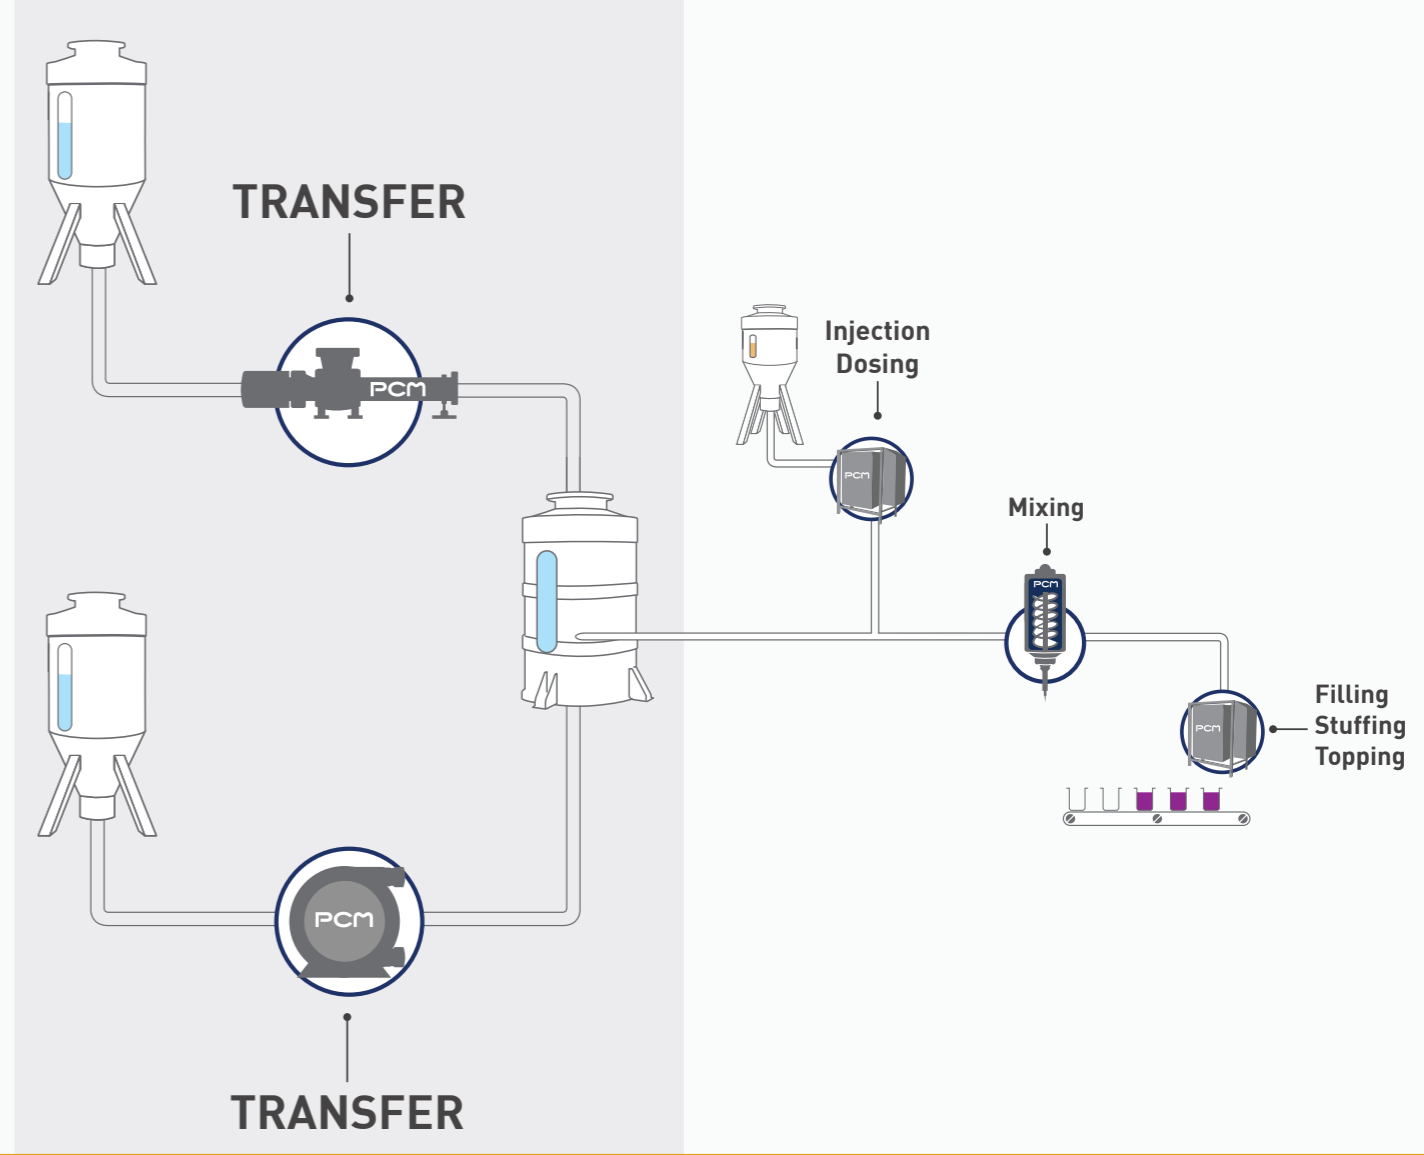 TRANSFER
PCM
Injection
Dosing
PCM
Mixing
PCM
Filling
Stuffing
Topping
PCM
PCM
TRANSFER